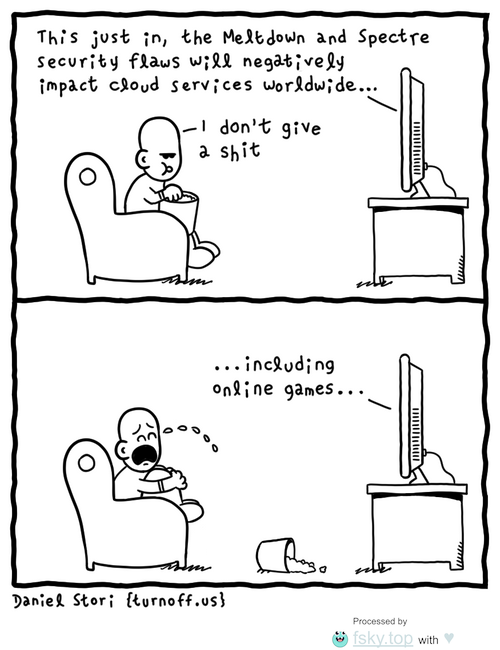 This just in, the Meltdown and Spectre
security flaws will negatively
impact cloud services worldwide...
I don't give
a shit
...including
online games...
Daniel Stori {turnoff.us}
Processed by
fsky.top with ♥